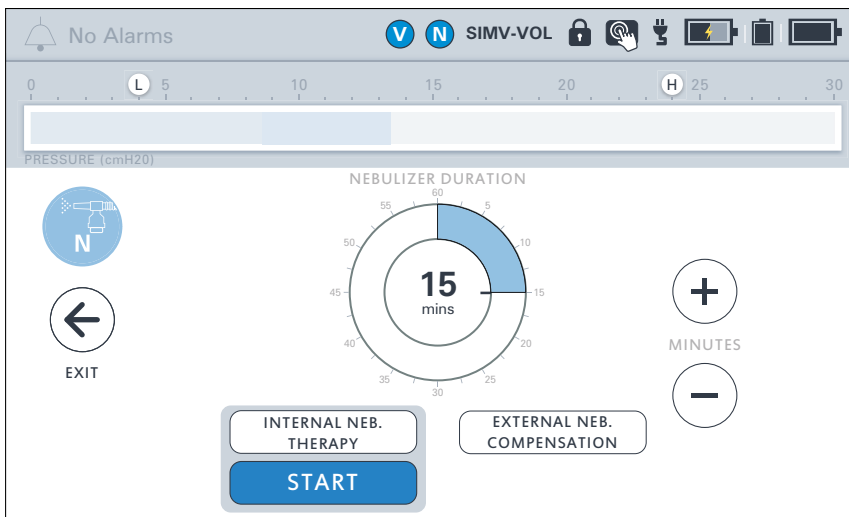 No Alarms V N SIMV-VOL
0 L 5 10 15 20 H 25 30
PRESSURE (cmH20)
NEBULIZER DURATION
60
55 5
50 10
45 15
40 20
35 25
30
15
mins
N
EXIT
+
MINUTES
−
INTERNAL NEB.
THERAPY
START
EXTERNAL NEB.
COMPENSATION